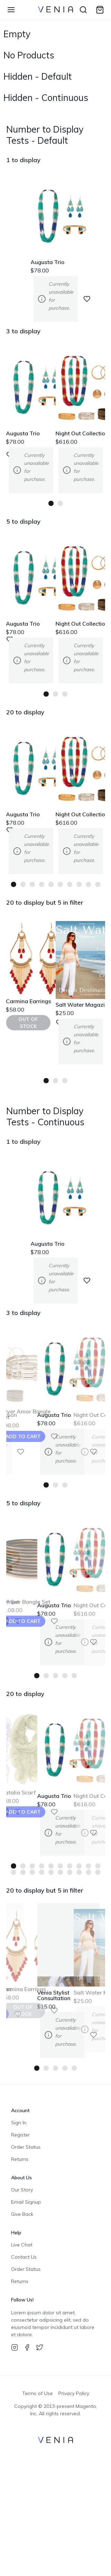 VENIA
Empty
No Products
Hidden - Default
Hidden - Continuous
Number to Display
Tests - Default
1 to display
Augusta Trio
$78.00
Currently
unavailable
for
purchase.
3 to display
Augusta Trio
$78.00
Night Out Collectio
$616.00
Currently
unavailable
for
purchase.
Currently
unavailable
for
purchase.
5 to display
Augusta Trio
$78.00
Night Out Collectio
$616.00
Currently
unavailable
for
purchase.
Currently
unavailable
for
purchase.
20 to display
Augusta Trio
$78.00
Night Out Collectio
$616.00
Currently
unavailable
for
purchase.
Currently
unavailable
for
purchase.
20 to display but 5 in filter
Carmina Earrings
$58.00
OUT OF
STOCK
Salt Water Magazi
$25.00
Currently
unavailable
for
purchase.
Number to Display
Tests - Continuous
1 to display
Augusta Trio
$78.00
Currently
unavailable
for
purchase.
3 to display
Augusta Trio
$78.00
Night Out Co
$616.00
ADD TO CART
Currently
unavailable
for
purchase.
5 to display
Augusta Trio
$78.00
Night Out Co
$616.00
ADD TO CART
Currently
unavailable
for
purchase.
20 to display
Augusta Trio
$78.00
Night Out Co
$616.00
ADD TO CART
Currently
unavailable
for
purchase.
20 to display but 5 in filter
Venia Stylist
Consultation
$15.00
Salt Water
$25.00
OUT OF
STOCK
Currently
unavailable
for
purchase.
Account
Sign In
Register
Order Status
Returns
About Us
Our Story
Email Signup
Give Back
Help
Live Chat
Contact Us
Order Status
Returns
Follow Us!
Lorem ipsum dolor sit amet,
consectetur adipiscing elit, sed do
eiusmod tempor incididunt ut labore
et dolore.
Terms of Use Privacy Policy
Copyright © 2013-present Magento,
Inc. All rights reserved.
VENIA